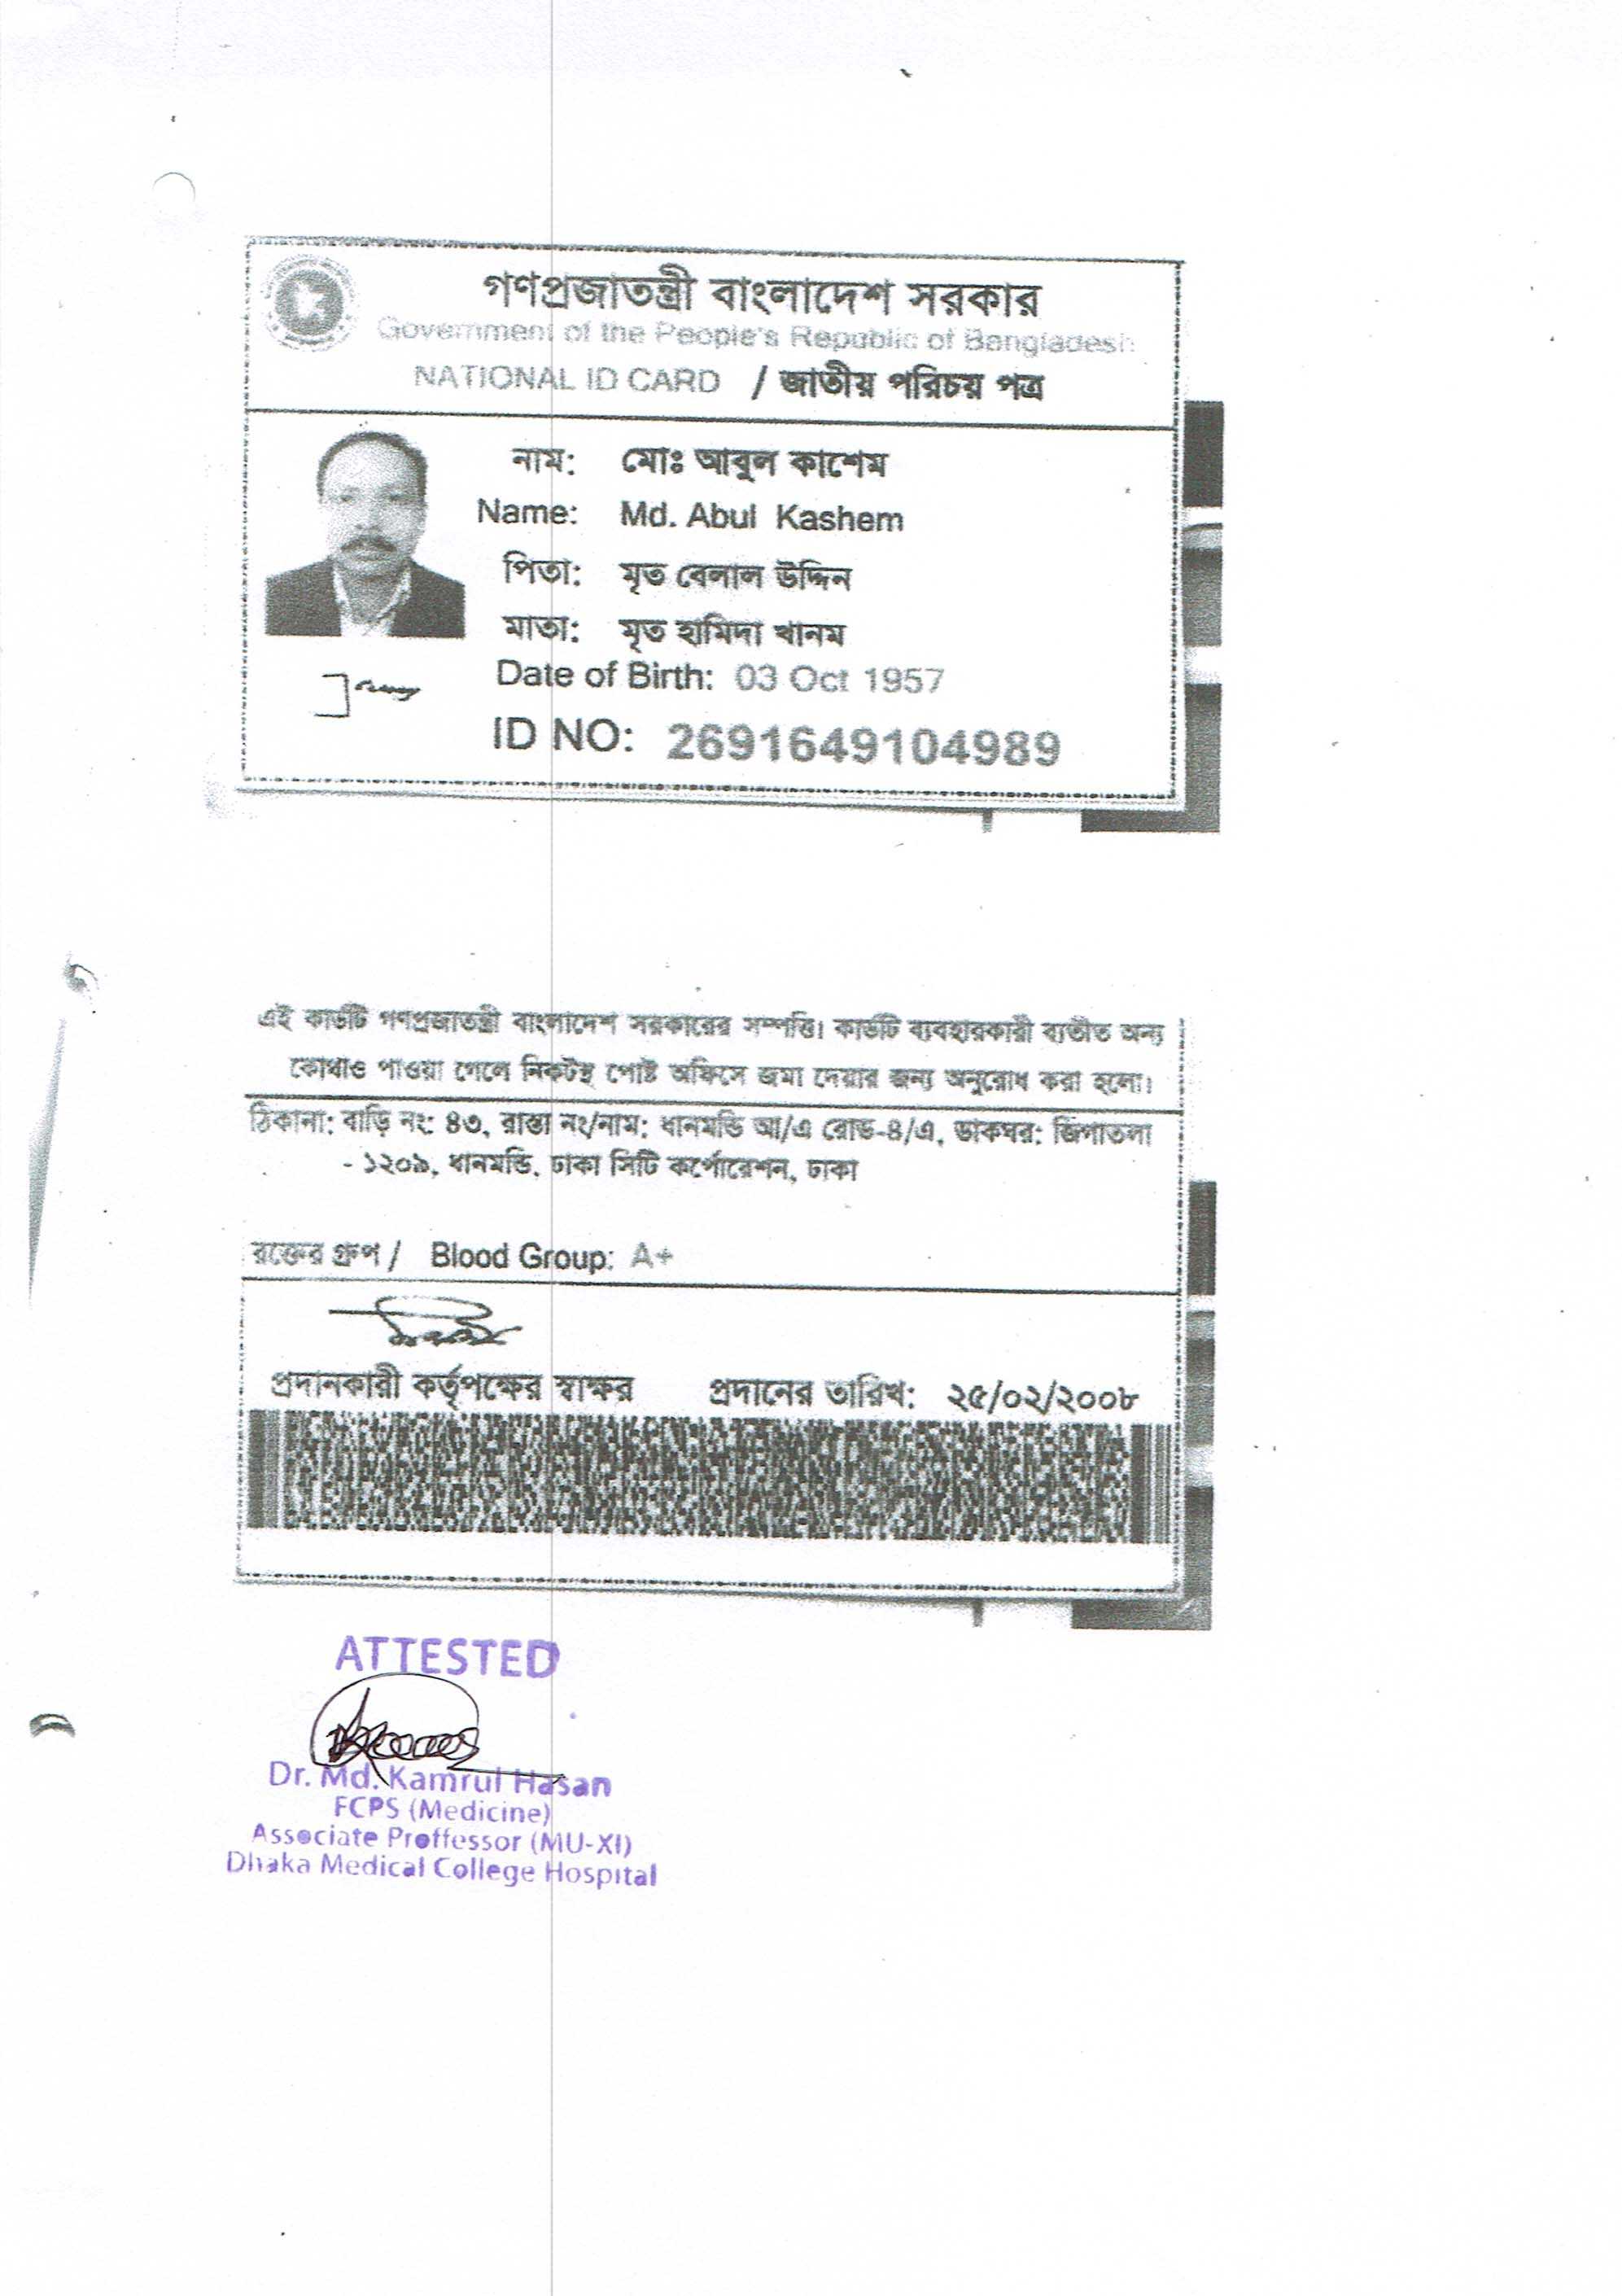 গণপ্রজাতন্ত্রী বাংলাদেশ সরকার
Government of the People's Republic of Bangladesh
NATIONAL ID CARD / জাতীয় পরিচয় পত্র
নাম: মোঃ আবুল কাশেম
Name: Md. Abul Kashem
পিতা: মৃত বেলাল উদ্দিন
মাতা: মৃত হামিদা খানম
Date of Birth: 03 Oct 1957
ID NO: 2691649104989
এই কার্ডটি গণপ্রজাতন্ত্রী বাংলাদেশ সরকারের সম্পত্তি। কার্ডটি ব্যবহারকারী ব্যতীত অন্য
কোথাও পাওয়া গেলে নিকটস্থ পোষ্ট অফিসে জমা দেয়ার জন্য অনুরোধ করা হলো।
ঠিকানা: বাড়ি নং: ৪৩, রাস্তা নং/নাম: ধানমন্ডি আ/এ রোড-৪/এ, ডাকঘর: জিগাতলা
- ১২০৯, ধানমন্ডি, ঢাকা সিটি কর্পোরেশন, ঢাকা
রক্তের গ্রুপ / Blood Group: A+
প্রদানকারী কর্তৃপক্ষের স্বাক্ষর প্রদানের তারিখ: ২৫/০২/২০০৮
ATTESTED
Dr. Md. Kamrul Hasan
FCPS (Medicine)
Associate Proffessor (MU-XI)
Dhaka Medical College Hospital